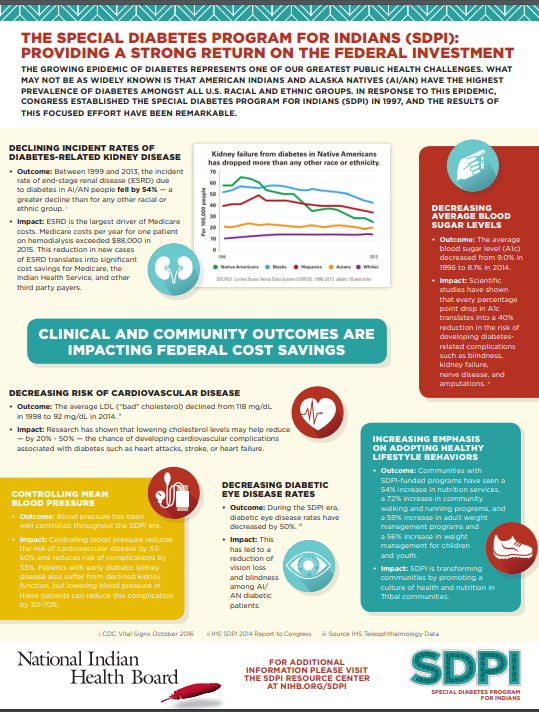 THE SPECIAL DIABETES PROGRAM FOR INDIANS (SDPI):
PROVIDING A STRONG RETURN ON THE FEDERAL INVESTMENT
THE GROWING EPIDEMIC OF DIABETES REPRESENTS ONE OF OUR GREATEST PUBLIC HEALTH CHALLENGES. WHAT
MAY NOT BE AS WIDELY KNOWN IS THAT AMERICAN INDIANS AND ALASKA NATIVES (AI/AN) HAVE THE HIGHEST
PREVALENCE OF DIABETES AMONGST ALL U.S. RACIAL AND ETHNIC GROUPS. IN RESPONSE TO THIS EPIDEMIC,
CONGRESS ESTABLISHED THE SPECIAL DIABETES PROGRAM FOR INDIANS (SDPI) IN 1997, AND THE RESULTS OF
THIS FOCUSED EFFORT HAVE BEEN REMARKABLE.
DECLINING INCIDENT RATES OF
DIABETES-RELATED KIDNEY DISEASE
• Outcome: Between 1999 and 2013, the incident
rate of end-stage renal disease (ESRD) due
to diabetes in AI/AN people fell by 54% — a
greater decline than for any other racial or
ethnic group. i
• Impact: ESRD is the largest driver of Medicare
costs. Medicare costs per year for one patient
on hemodialysis exceeded $88,000 in
2015. This reduction in new cases
of ESRD translates into significant
cost savings for Medicare, the
Indian Health Service, and other
third party payers.
Kidney failure from diabetes in Native Americans
has dropped more than any other race or ethnicity.
Per 100,000 people
70
60
50
40
30
20
10
0
1996
2013
Native Americans
Blacks
Hispanics
Asians
Whites
SOURCE: United States Renal Data System (USRDS), 1996-2013, adults 18 and older.
DECREASING
AVERAGE BLOOD
SUGAR LEVELS
• Outcome: The average
blood sugar level (A1c)
decreased from 9.0% in
1996 to 8.1% in 2014.
• Impact: Scientific
studies have shown
that every percentage
point drop in A1c
translates into a 40%
reduction in the risk of
developing diabetes-
related complications
such as blindness,
kidney failure,
nerve disease, and
amputations. ii
CLINICAL AND COMMUNITY OUTCOMES ARE
IMPACTING FEDERAL COST SAVINGS
DECREASING RISK OF CARDIOVASCULAR DISEASE
• Outcome: The average LDL ("bad" cholesterol) declined from 118 mg/dL
in 1998 to 92 mg/dL in 2014. ii
• Impact: Research has shown that lowering cholesterol levels may help reduce
— by 20% - 50% — the chance of developing cardiovascular complications
associated with diabetes such as heart attacks, stroke, or heart failure.
CONTROLLING MEAN
BLOOD PRESSURE
• Outcome: Blood pressure has been
well controlled throughout the SDPI era.
• Impact: Controlling blood pressure reduces
the risk of cardiovascular disease by 33-
50% and reduces risk of complications by
33%. Patients with early diabetic kidney
disease also suffer from declined kidney
function, but lowering blood pressure in
these patients can reduce this complication
by 30-70%.
DECREASING DIABETIC
EYE DISEASE RATES
• Outcome: During the SDPI era,
diabetic eye disease rates have
decreased by 50%. iii
• Impact: This
has led to a
reduction of
vision loss
and blindness
among AI/
AN diabetic
patients.
INCREASING EMPHASIS
ON ADOPTING HEALTHY
LIFESTYLE BEHAVIORS
• Outcome: Communities with
SDPI-funded programs have seen a
54% increase in nutrition services,
a 72% increase in community
walking and running programs, and
a 59% increase in adult weight
management programs and
a 56% increase in weight
management for children
and youth.
• Impact: SDPI is transforming
communities by promoting a
culture of health and nutrition in
Tribal communities.
i CDC Vital Signs October 2016 ii IHS SDPI 2014 Report to Congress iii Source IHS Teleophthalmology Data
National Indian
Health Board
FOR ADDITIONAL
INFORMATION PLEASE VISIT
THE SDPI RESOURCE CENTER
AT NIHB.ORG/SDPI
SDPI
SPECIAL DIABETES PROGRAM
FOR INDIANS